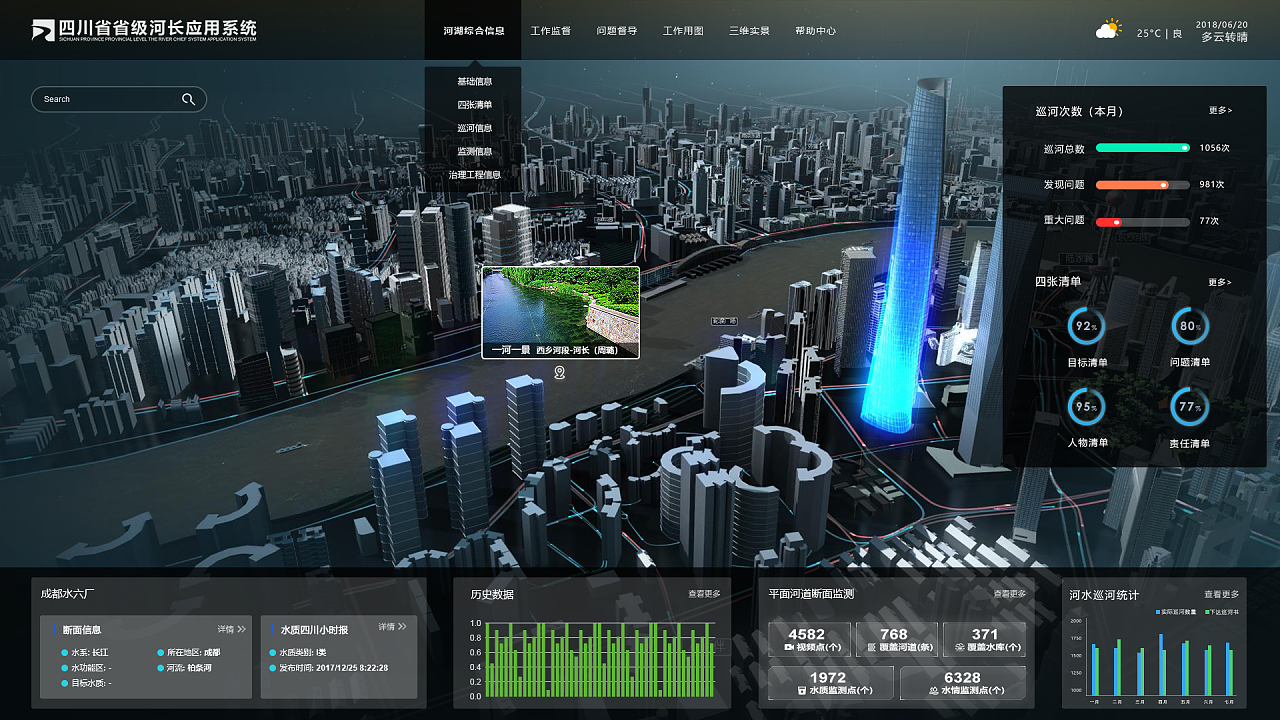 四川省省级河长应用系统
SICHUAN PROVINCE PROVINCIAL LEVEL THE RIVER CHIEF SYSTEM APPLICATION SYSTEM
河湖综合信息 工作监督 问题督导 工作用图 三维实景 帮助中心
25°C | 良
2018/06/20
多云转晴
Search
基础信息
四张清单
巡河信息
监测信息
治理工程信息
巡河次数（本月） 更多>
巡河总数 1056次
发现问题 981次
重大问题 77次
四张清单 更多>
92% 80%
目标清单 问题清单
95% 77%
人物清单 责任清单
一河一景 西乡河段-河长（周璐）
成都水六厂
断面信息 详情
水系: 长江 所在地区: 成都
水功能区: - 河流: 柏条河
目标水质: -
水质四川小时报 详情
水质类别: I类
发布时间: 2017/12/25 8:22:28
历史数据 查看更多
1.0
0.8
0.6
0.4
0.2
0.0
平面河道断面监测 查看更多
4582 768 371
视频点(个) 覆盖河道(条) 覆盖水库(个)
1972 6328
水质监测点(个) 水情监测点(个)
河水巡河统计 查看更多
实际巡河数量 下达巡河书
2000
1750
1500
1250
1000
一月 二月 三月 四月 五月 六月 七月